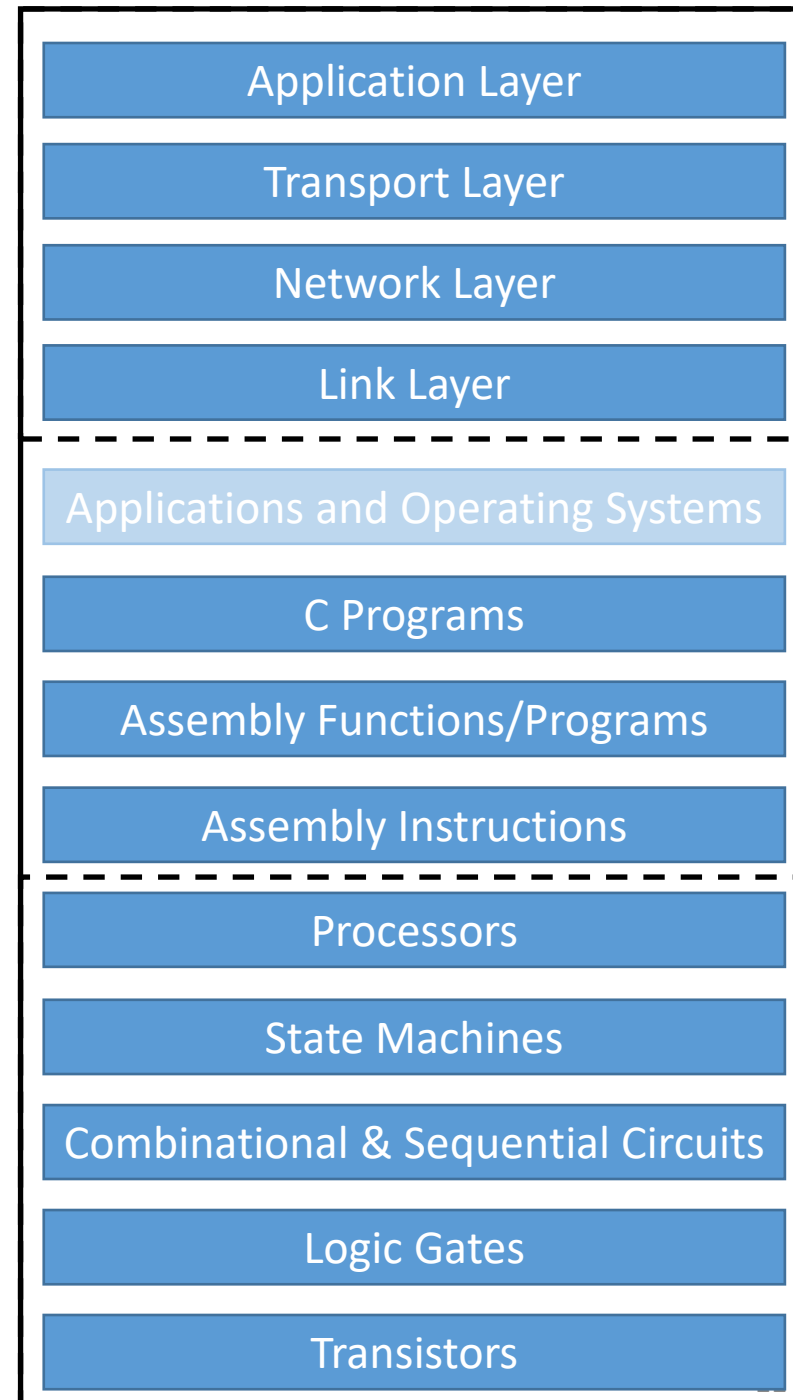 Application Layer
Transport Layer
Network Layer
Link Layer
Applications and Operating Systems
C Programs
Assembly Functions/Programs
Assembly Instructions
Processors
State Machines
Combinational & Sequential Circuits
Logic Gates
Transistors